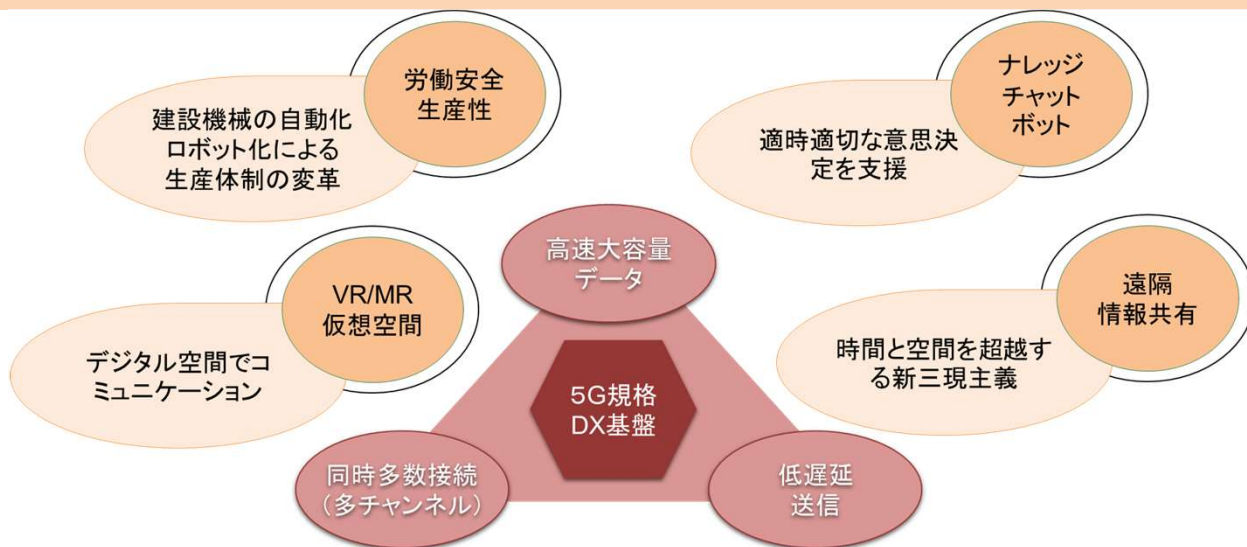 労働安全
生産性
建設機械の自動化
ロボット化による
生産体制の変革
ナレッジ
チャット
ボット
適時適切な意思決
定を支援
高速大容量
データ
VR/MR
仮想空間
デジタル空間でコ
ミュニケーション
遠隔
情報共有
時間と空間を超越す
る新三現主義
5G規格
DX基盤
同時多数接続
（多チャンネル）
低遅延
送信